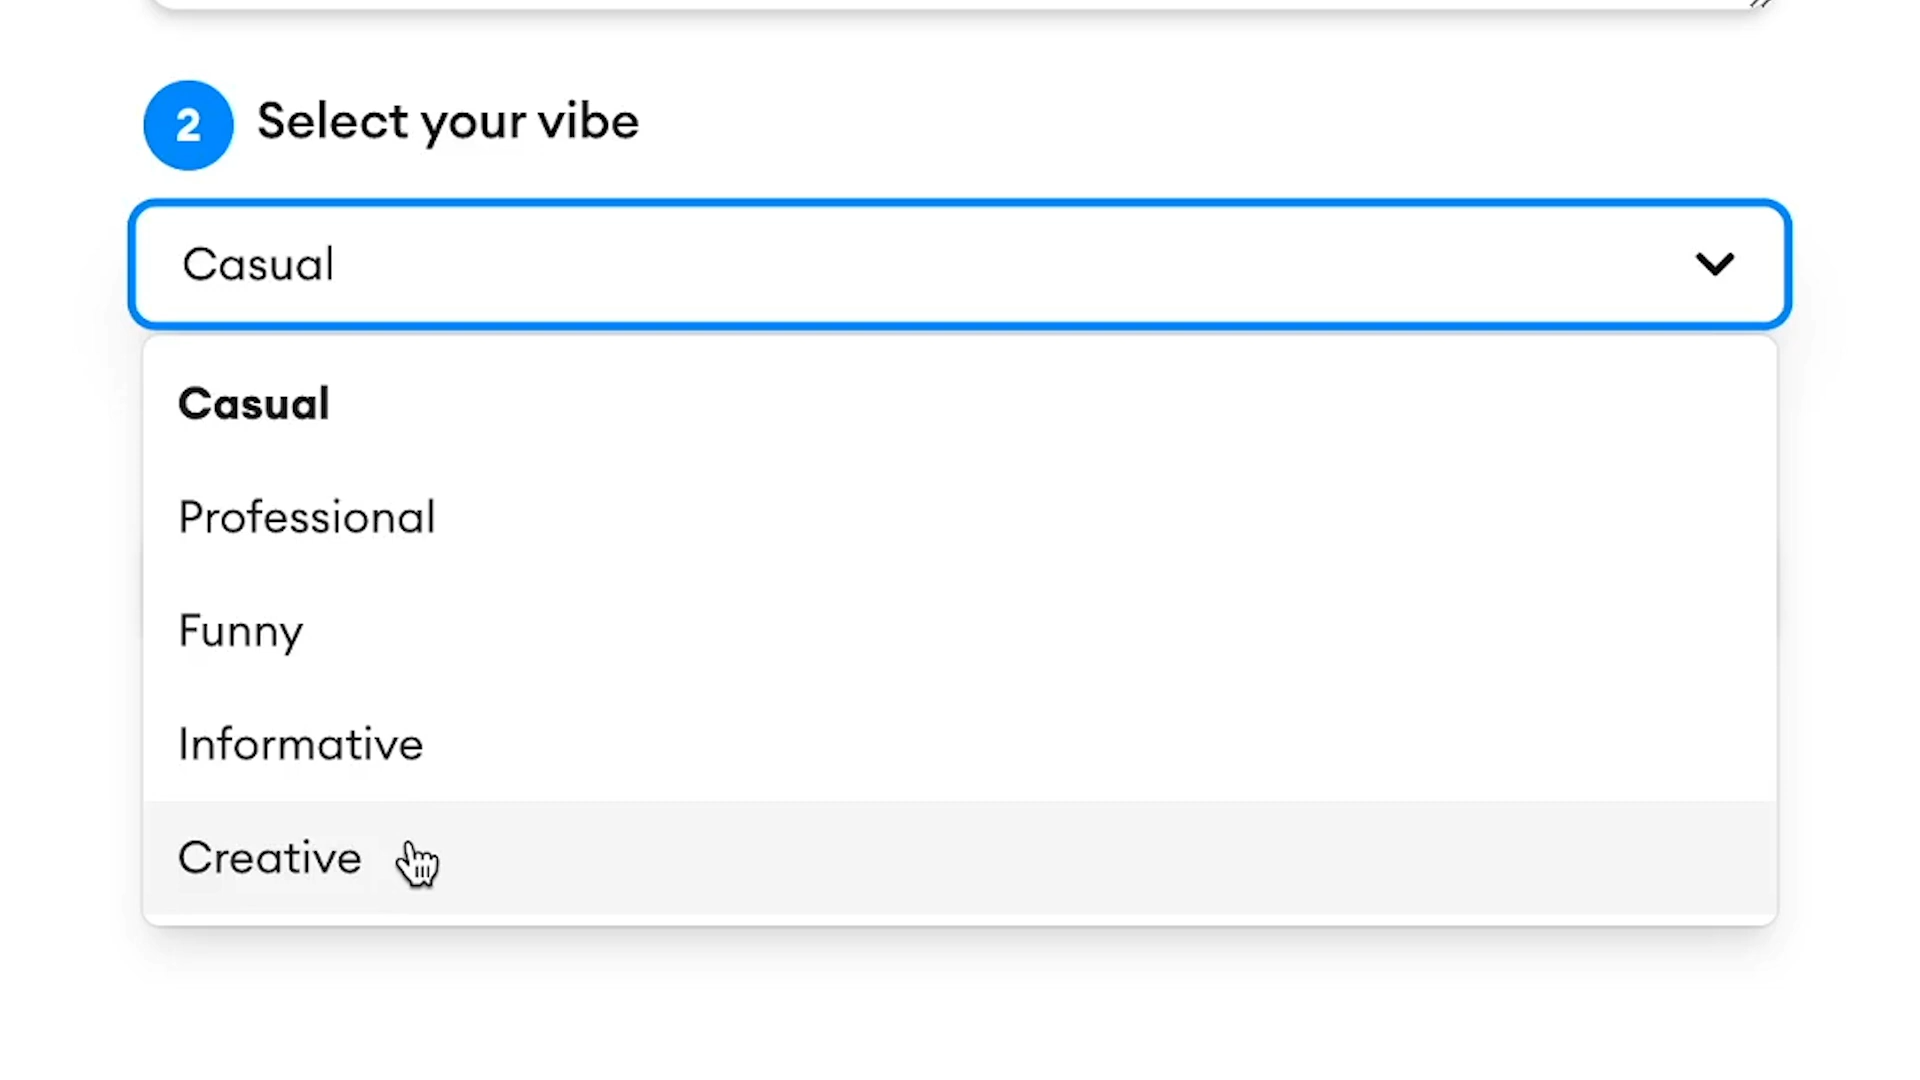 2 Select your vibe
Casual
Casual
Professional
Funny
Informative
Creative